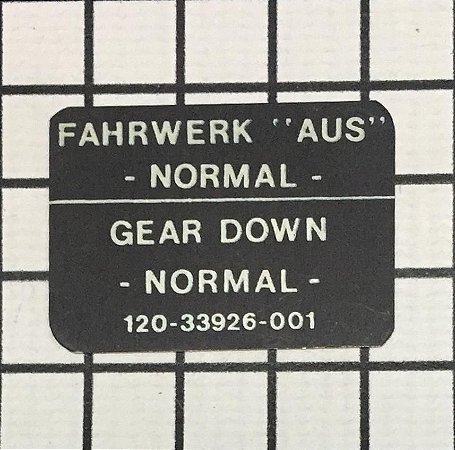 FAHRWERK "AUS"
- NORMAL -
GEAR DOWN
- NORMAL -
120-33926-001